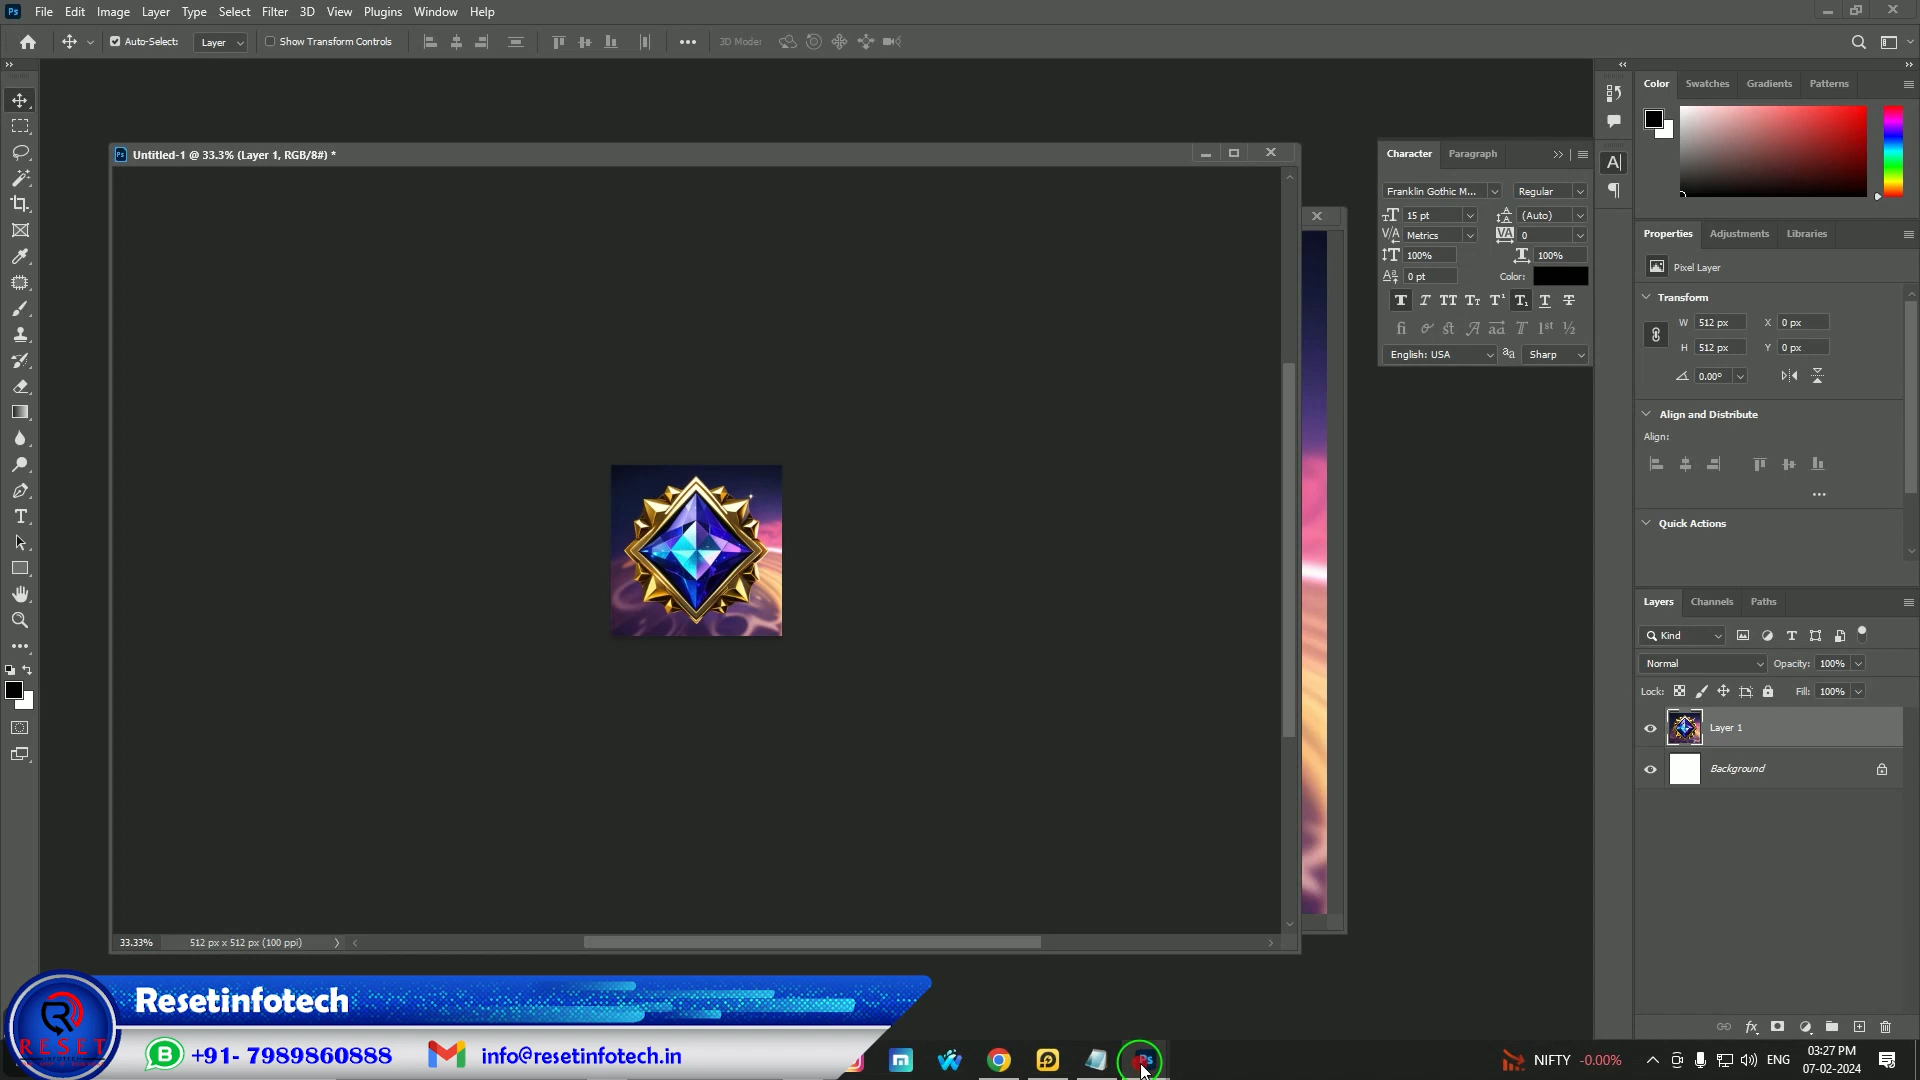 Ps File Edit Image Layer Type Select Filter 3D View Plugins Window Help
Auto-Select: Layer Show Transform Controls 3D Mode:
Color Swatches Gradients Patterns
Untitled-1 @ 33.3% (Layer 1, RGB/8#) *
Character Paragraph
Franklin Gothic M... Regular
15 pt (Auto)
Metrics 0
100% 100%
0 pt Color:
English: USA Sharp
Properties Adjustments Libraries
Pixel Layer
Transform
W 512 px X 0 px
H 512 px Y 0 px
0.00°
Align and Distribute
Align:
Quick Actions
Layers Channels Paths
Kind
Normal Opacity: 100%
Lock: Fill: 100%
Layer 1
Background
33.33% 512 px x 512 px (100 ppi)
Resetinfotech
RESET
+91- 7989860888 info@resetinfotech.in
NIFTY -0.00% ENG 03:27 PM
07-02-2024